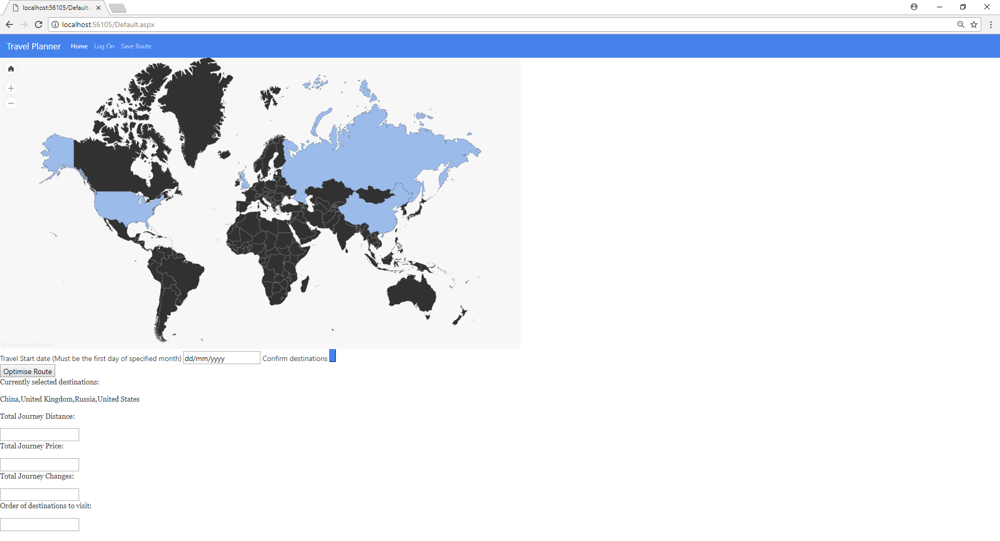 localhost:56105/Default.a
localhost:56105/Default.aspx
Travel Planner Home Log On Save Route
JS map by amCharts
Travel Start date (Must be the first day of specified month) dd/mm/yyyy Confirm destinations
Optimise Route
Currently selected destinations:
China,United Kingdom,Russia,United States
Total Journey Distance:
Total Journey Price:
Total Journey Changes:
Order of destinations to visit: